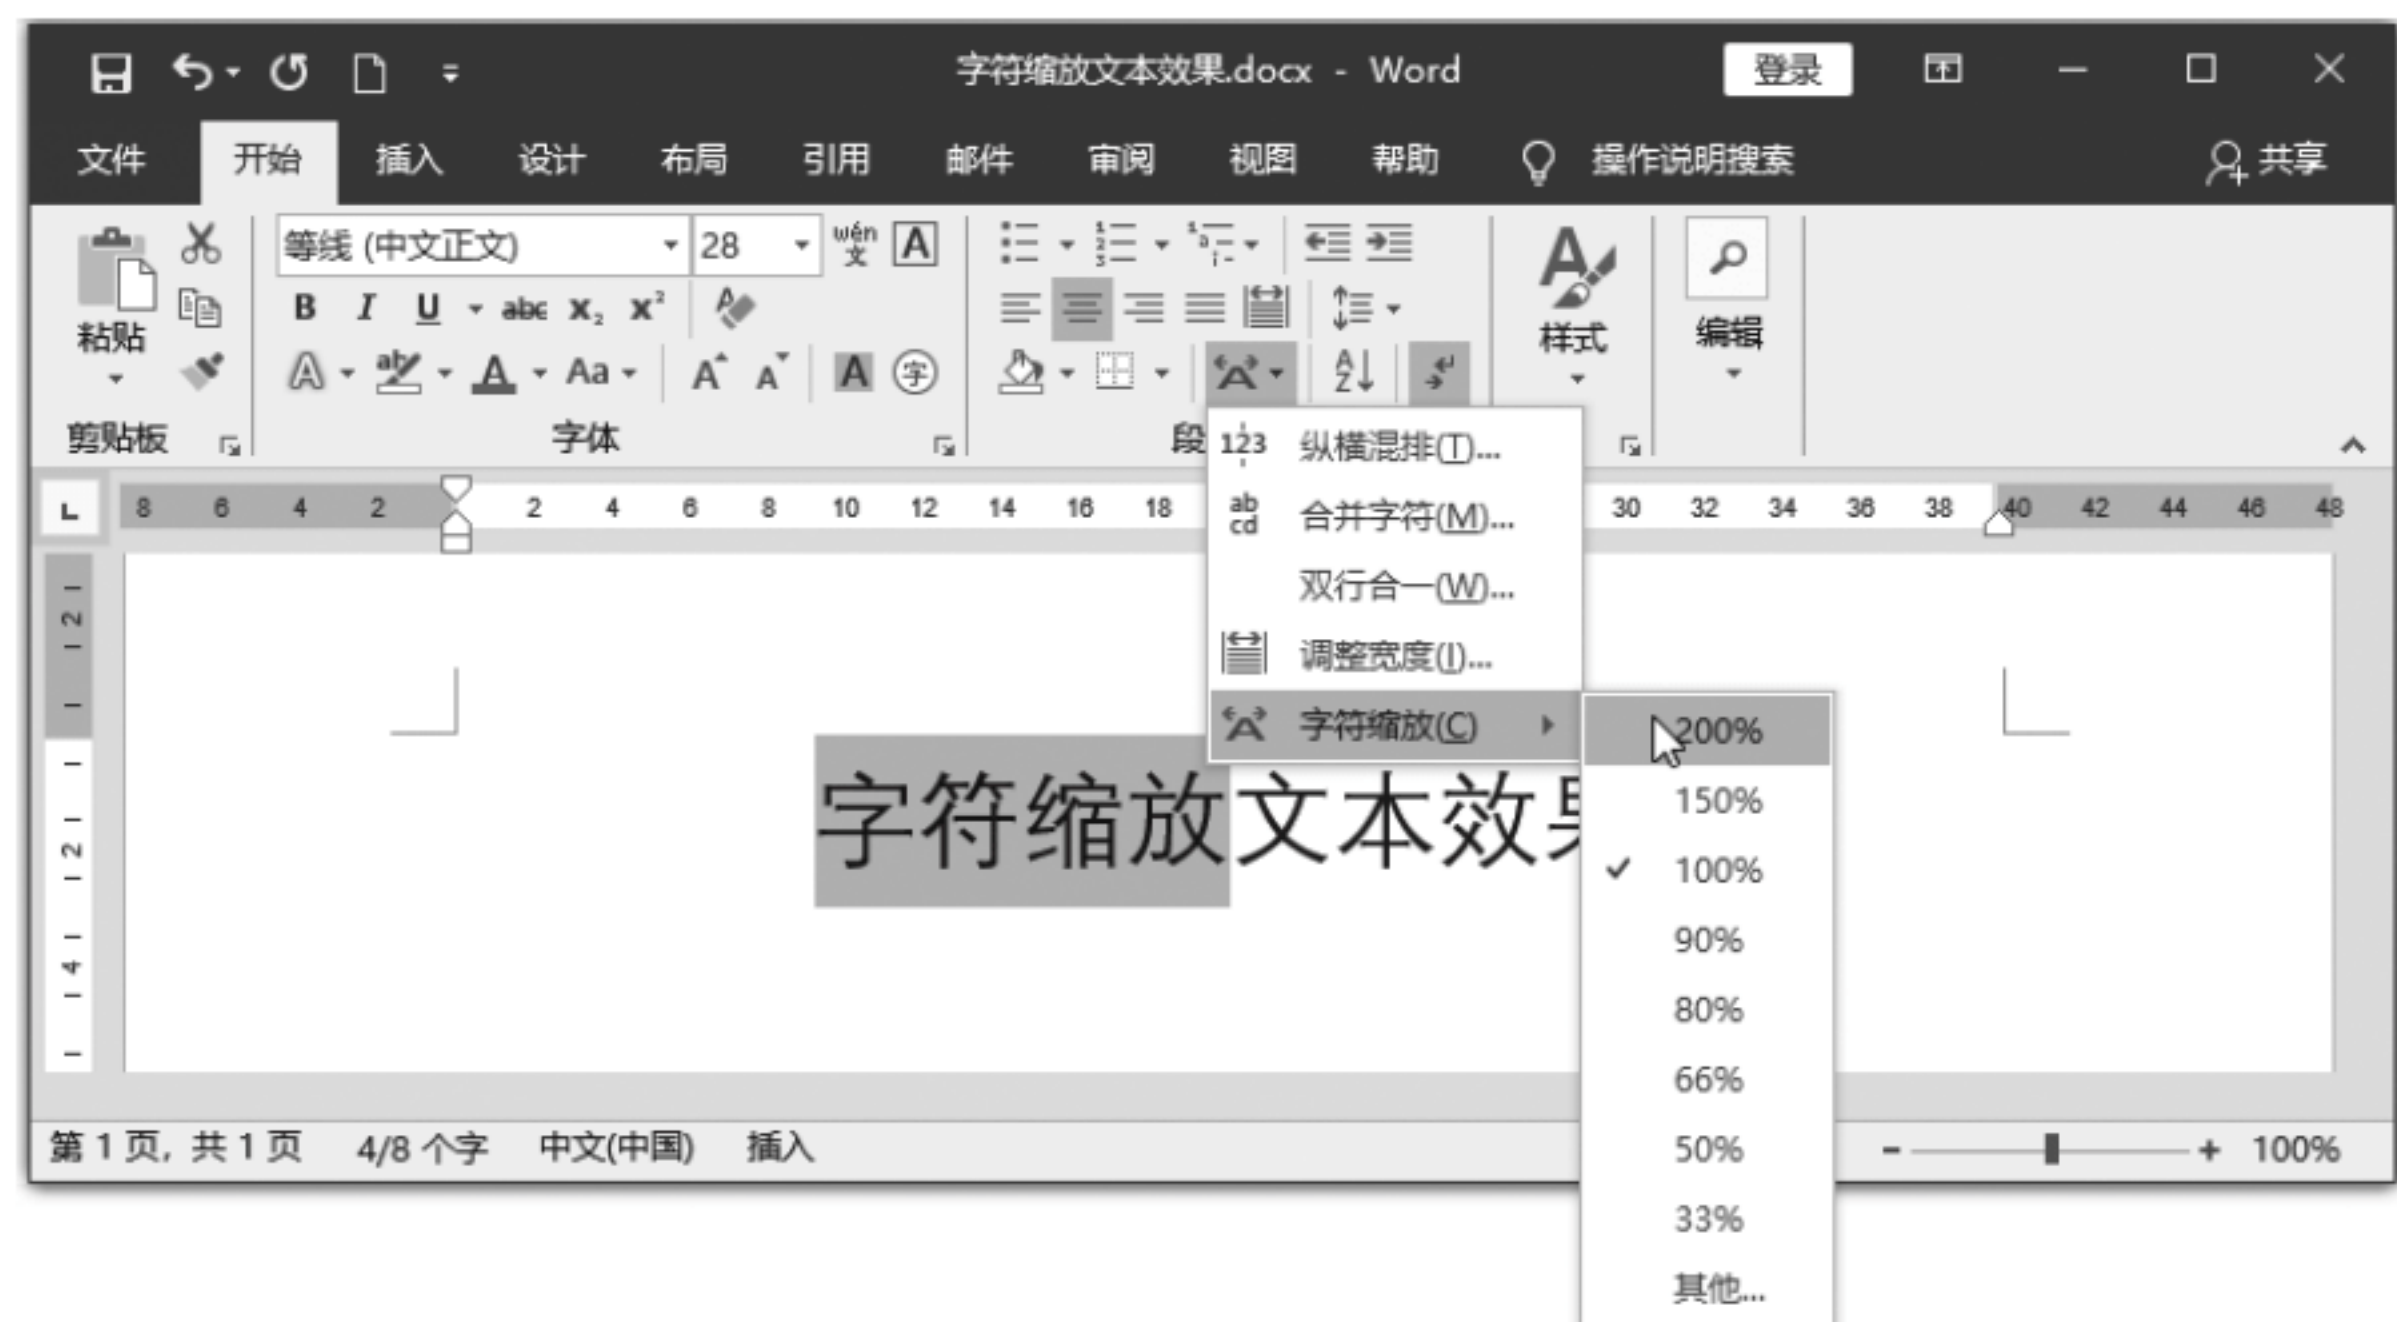 字符缩放文本效果.docx - Word
登录
文件 开始 插入 设计 布局 引用 邮件 审阅 视图 帮助 操作说明搜索 共享
等线 (中文正文) 28 wén 文 A
粘贴
B I U abc x₂ x² A
A ab A Aa A A A 字
A Z
样式
编辑
剪贴板 字体 段
123 纵横混排(T)...
ab cd 合并字符(M)...
双行合一(W)...
调整宽度(I)...
字符缩放(C)
L 8 6 4 2 2 4 6 8 10 12 14 16 18 30 32 34 36 38 40 42 44 46 48
2
2
4
字符缩放文本效果
200%
150%
100%
90%
80%
66%
50%
33%
其他...
第 1 页, 共 1 页 4/8 个字 中文(中国) 插入 - + 100%